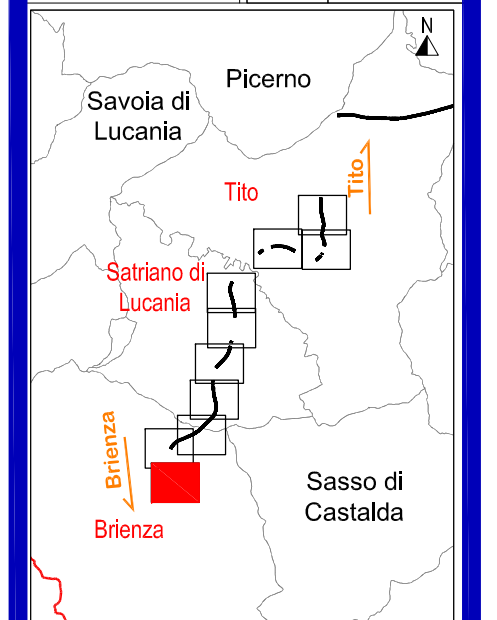 N
Picerno
Savoia di
Lucania
Tito
Tito
Satriano di
Lucania
Brienza
Sasso di
Castalda
Brienza